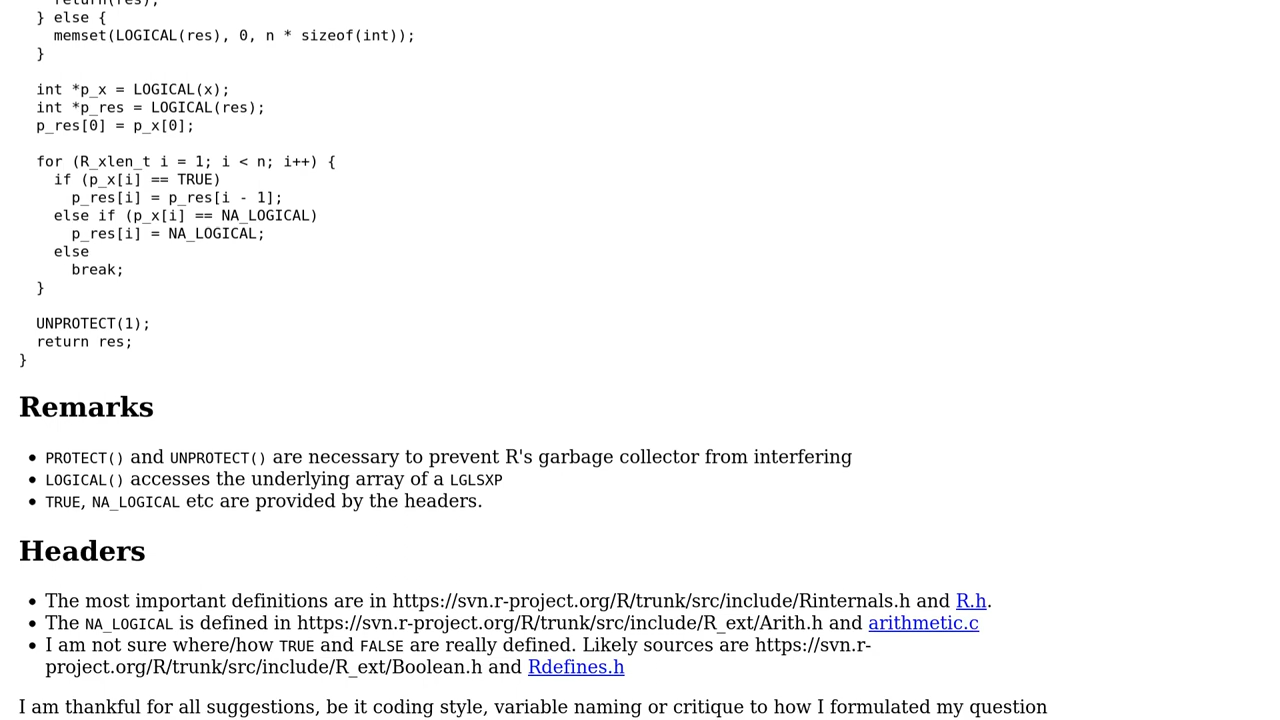 return(res);
} else {
memset(LOGICAL(res), 0, n * sizeof(int));
}
int *p_x = LOGICAL(x);
int *p_res = LOGICAL(res);
p_res[0] = p_x[0];
for (R_xlen_t i = 1; i < n; i++) {
if (p_x[i] == TRUE)
p_res[i] = p_res[i - 1];
else if (p_x[i] == NA_LOGICAL)
p_res[i] = NA_LOGICAL;
else
break;
}
UNPROTECT(1);
return res;
}
Remarks
• PROTECT() and UNPROTECT() are necessary to prevent R's garbage collector from interfering
• LOGICAL() accesses the underlying array of a LGLSXP
• TRUE, NA_LOGICAL etc are provided by the headers.
Headers
• The most important definitions are in https://svn.r-project.org/R/trunk/src/include/Rinternals.h and R.h.
• The NA_LOGICAL is defined in https://svn.r-project.org/R/trunk/src/include/R_ext/Arith.h and arithmetic.c
• I am not sure where/how TRUE and FALSE are really defined. Likely sources are https://svn.r-
project.org/R/trunk/src/include/R_ext/Boolean.h and Rdefines.h
I am thankful for all suggestions, be it coding style, variable naming or critique to how I formulated my question